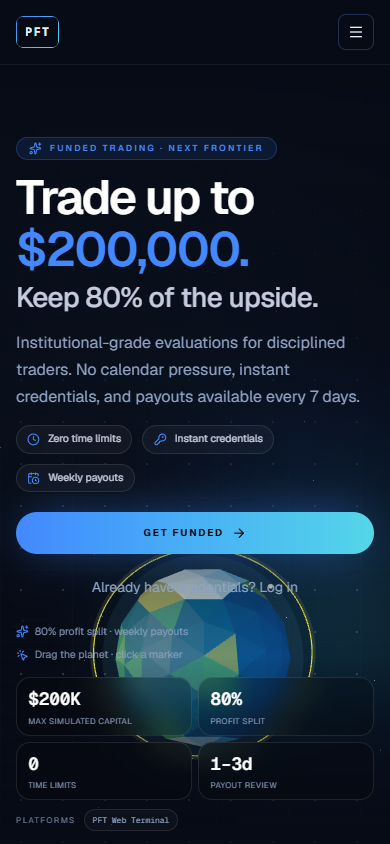 PFT
FUNDED TRADING · NEXT FRONTIER
Trade up to
$200,000.
Keep 80% of the upside.
Institutional-grade evaluations for disciplined
traders. No calendar pressure, instant
credentials, and payouts available every 7 days.
Zero time limits
Instant credentials
Weekly payouts
GET FUNDED
Already have credentials? Log in
80% profit split · weekly payouts
Drag the planet · click a marker
$200K
MAX SIMULATED CAPITAL
80%
PROFIT SPLIT
0
TIME LIMITS
1–3d
PAYOUT REVIEW
PLATFORMS
PFT Web Terminal